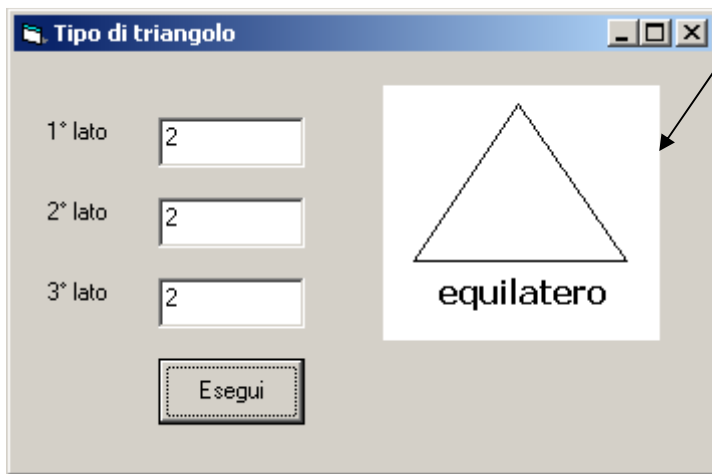 Tipo di triangolo
1° lato
2
2° lato
2
3° lato
2
equilatero
Esegui